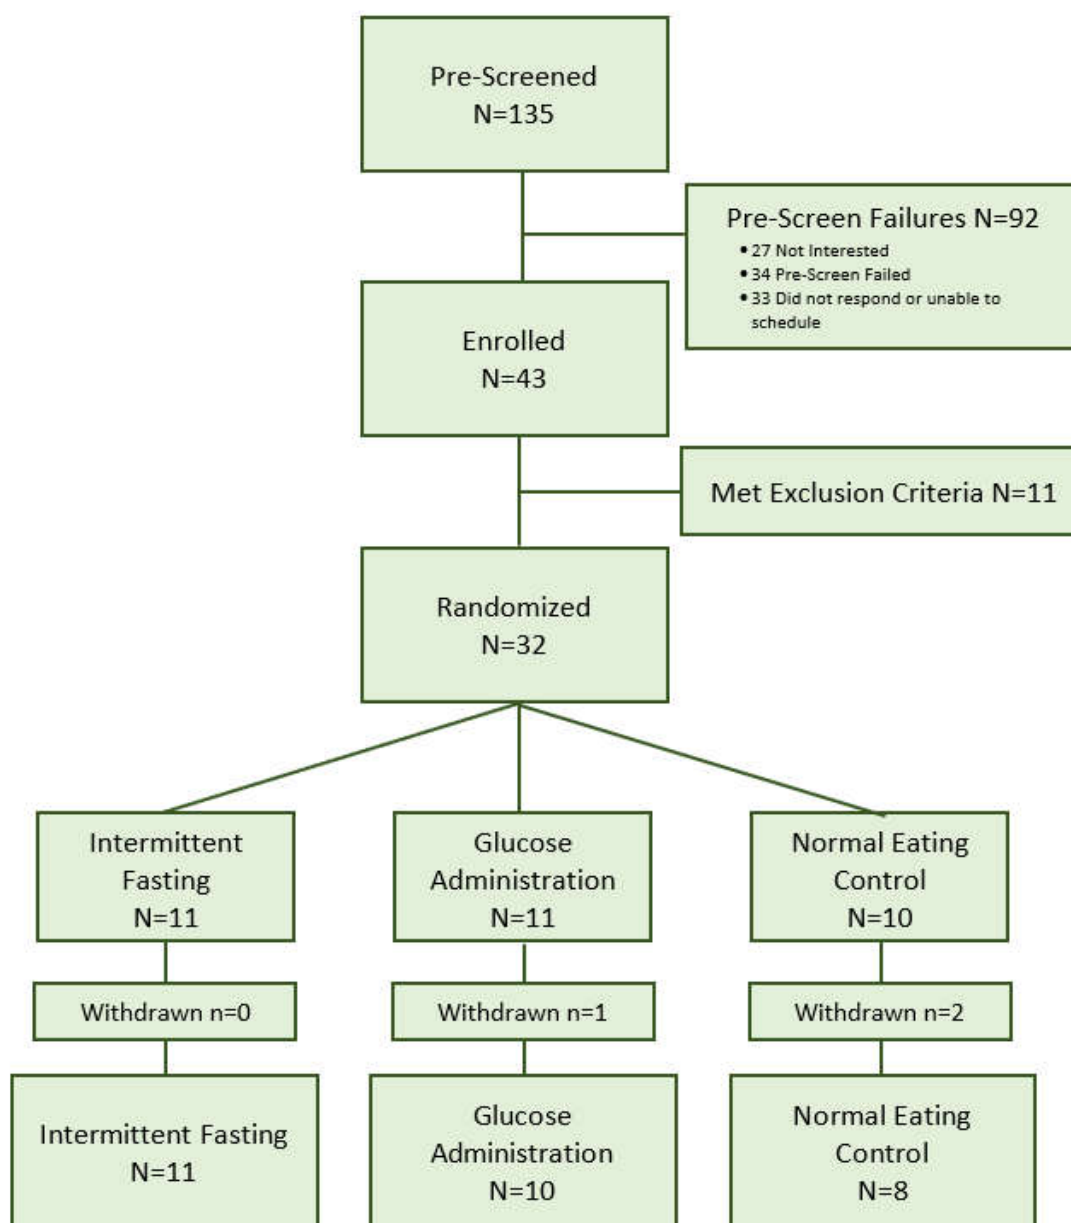 Pre-Screened
N=135
Pre-Screen Failures N=92
• 27 Not Interested
• 34 Pre-Screen Failed
• 33 Did not respond or unable to
schedule
Enrolled
N=43
Met Exclusion Criteria N=11
Randomized
N=32
Intermittent
Fasting
N=11
Glucose
Administration
N=11
Normal Eating
Control
N=10
Withdrawn n=0
Withdrawn n=1
Withdrawn n=2
Intermittent Fasting
N=11
Glucose
Administration
N=10
Normal Eating
Control
N=8